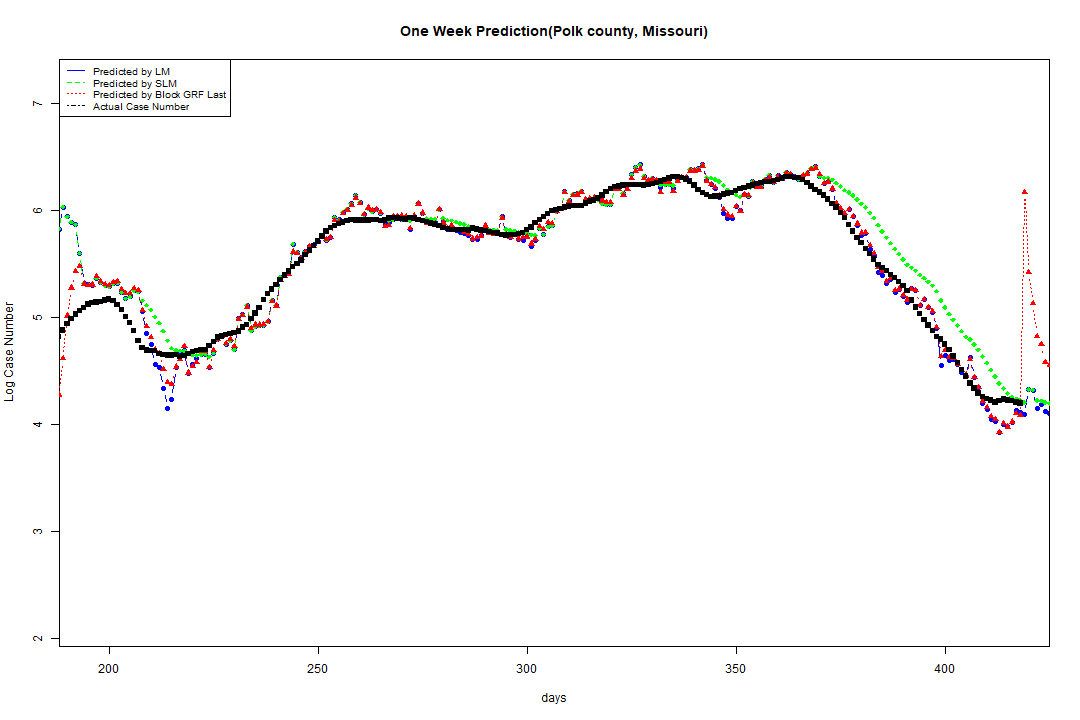 One Week Prediction(Polk county, Missouri)
Predicted by LM
Predicted by SLM
Predicted by Block GRF Last
Actual Case Number
7
6
5
4
3
2
Log Case Number
200 250 300 350 400
days